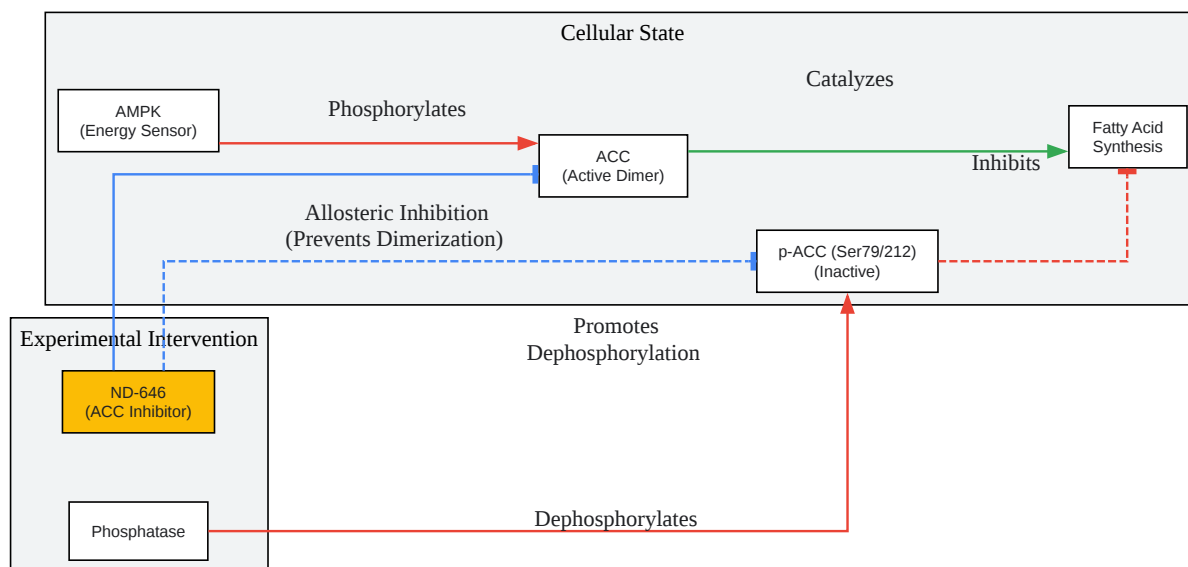 Cellular State
Catalyzes
Phosphorylates
AMPK
(Energy Sensor)
Fatty Acid
Synthesis
ACC
(Active Dimer)
Inhibits
Allosteric Inhibition
(Prevents Dimerization)
p-ACC (Ser79/212)
(Inactive)
Experimental Intervention
Promotes
Dephosphorylation
ND-646
(ACC Inhibitor)
Phosphatase
Dephosphorylates